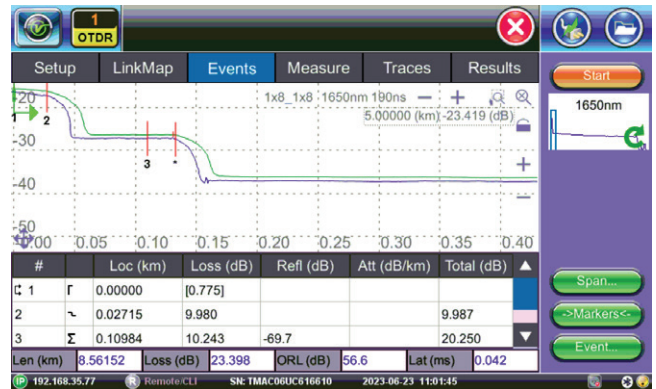 1
OTDR
Setup LinkMap Events Measure Traces Results
Start
-20
1x8_1x8 1650nm 190ns
5.00000 (km) -23.419 (dB)
1650nm
1 2
-30
3 -
-40
-50
0.00 0.05 0.10 0.15 0.20 0.25 0.30 0.35 0.40
# Loc (km) Loss (dB) Refl (dB) Att (dB/km) Total (dB)
1 0.00000 [0.775]
2 0.02715 9.980 9.987
3 Σ 0.10984 10.243 -69.7 20.250
Span...
->Markers<-
Event...
Len (km) 8.56152 Loss (dB) 23.398 ORL (dB) 56.6 Lat (ms) 0.042
IP 192.168.35.77 R Remote/CLI SN: TMAC06UC616610 2023-06-23 11:01:45